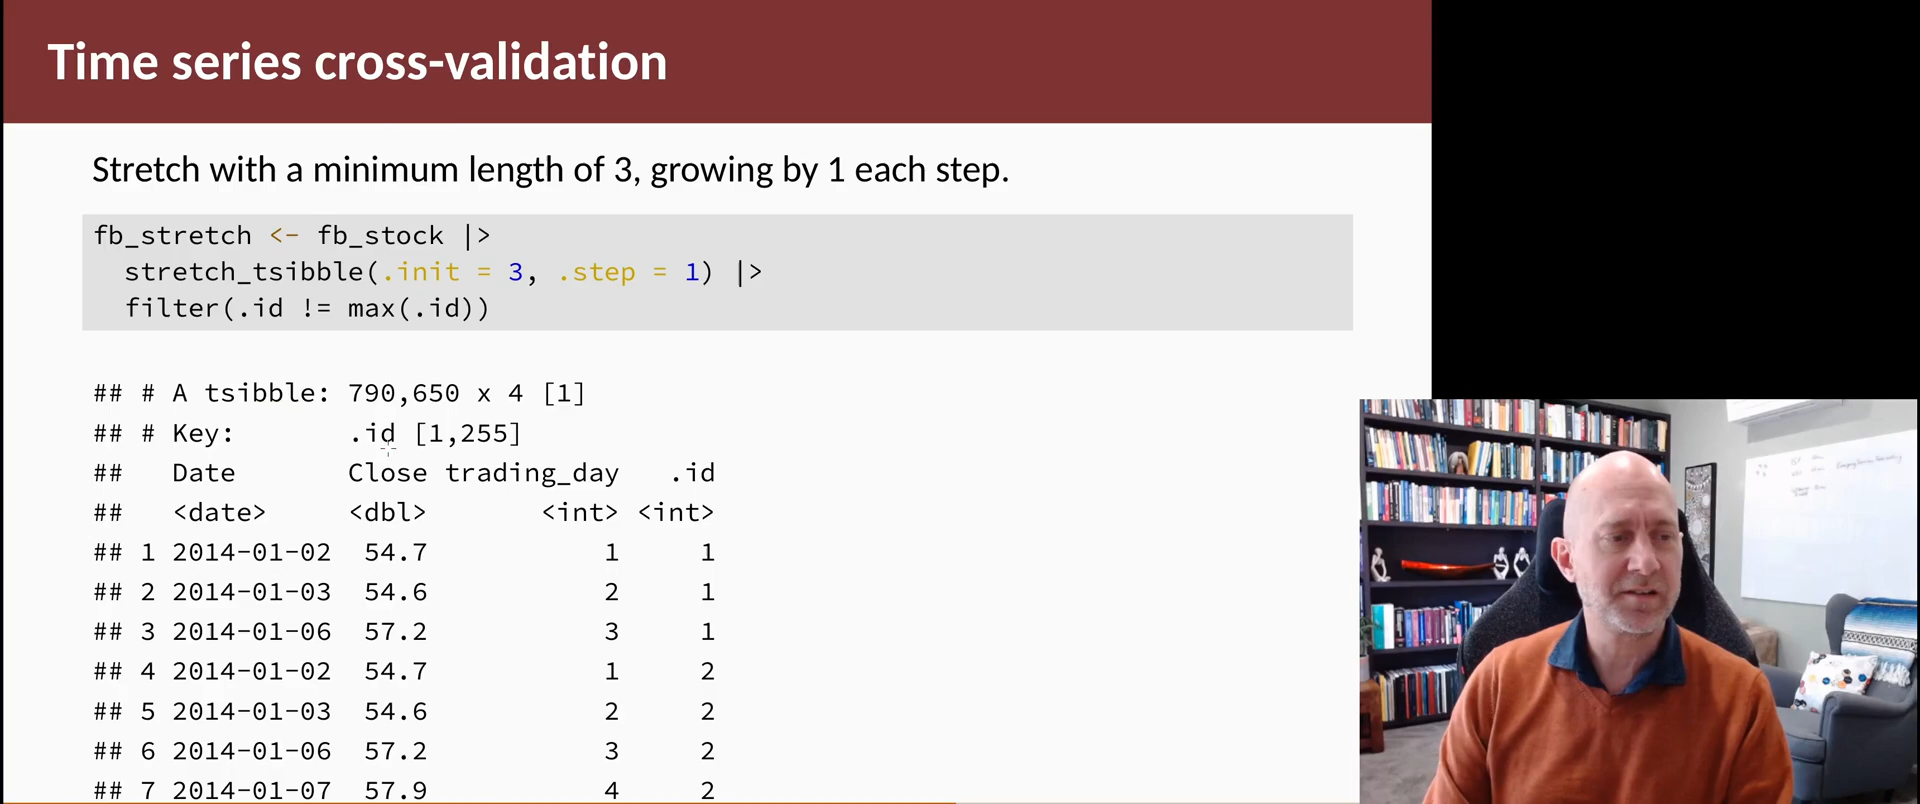 Time series cross-validation
Stretch with a minimum length of 3, growing by 1 each step.
fb_stretch <- fb_stock |>
  stretch_tsibble(.init = 3, .step = 1) |>
  filter(.id != max(.id))
## # A tsibble: 790,650 x 4 [1]
## # Key:       .id [1,255]
##   Date       Close trading_day   .id
##   <date>     <dbl>       <int> <int>
## 1 2014-01-02  54.7           1     1
## 2 2014-01-03  54.6           2     1
## 3 2014-01-06  57.2           3     1
## 4 2014-01-02  54.7           1     2
## 5 2014-01-03  54.6           2     2
## 6 2014-01-06  57.2           3     2
## 7 2014-01-07  57.9           4     2